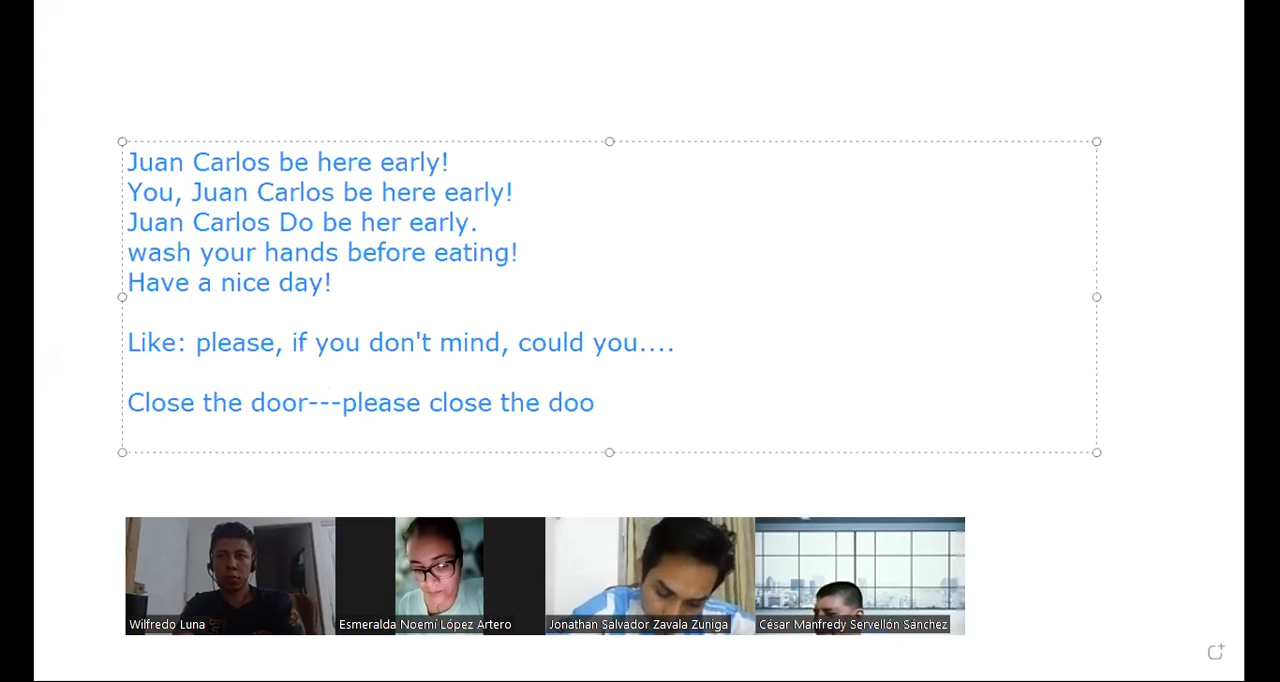 Juan Carlos be here early!
You, Juan Carlos be here early!
Juan Carlos Do be her early.
wash your hands before eating!
Have a nice day!
Like: please, if you don't mind, could you....
Close the door---please close the doo
Wilfredo Luna
Esmeralda Noemí López Artero
Jonathan Salvador Zavala Zuniga
César Manfredy Servellón Sánchez